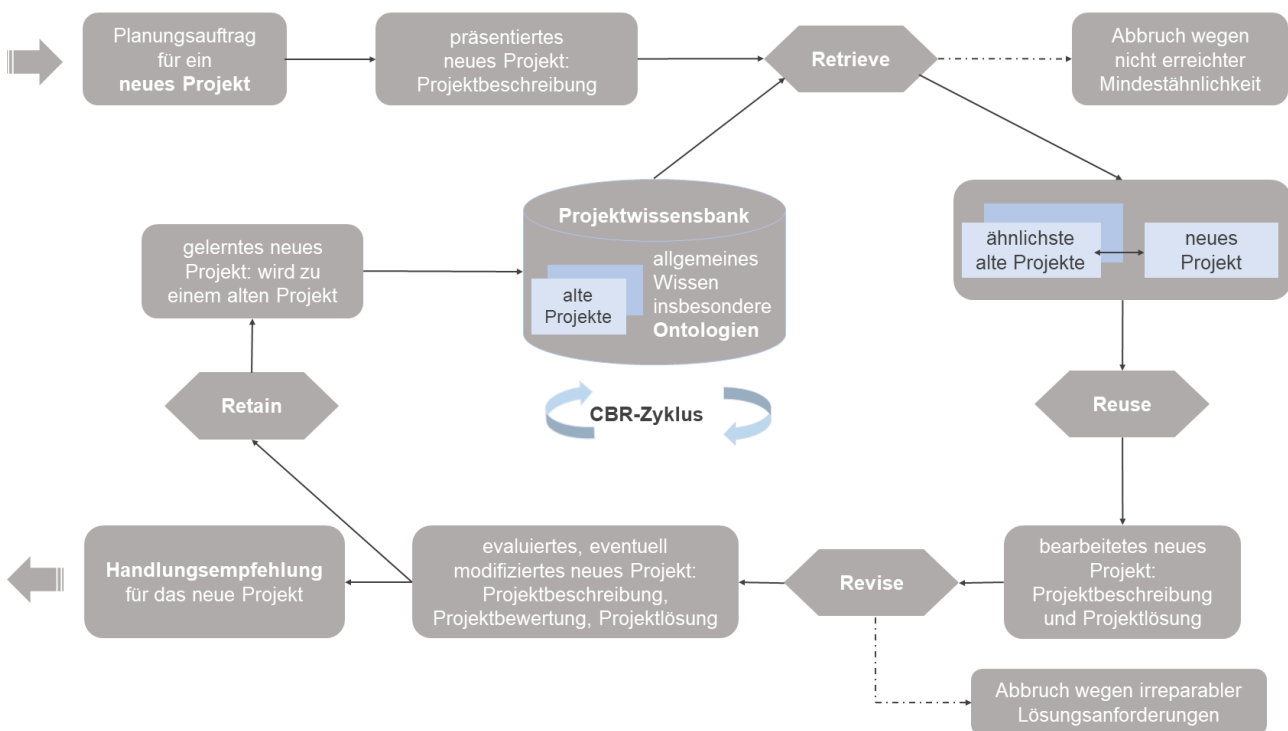 Planungsauftrag
für ein
neues Projekt
präsentiertes
neues Projekt:
Projektbeschreibung
Retrieve
Abbruch wegen
nicht erreichter
Mindestähnlichkeit
Projektwissensbank
alte
Projekte
allgemeines
Wissen
insbesondere
Ontologien
ähnlichste
alte Projekte
neues
Projekt
gelerntes neues
Projekt: wird zu
einem alten Projekt
Retain
CBR-Zyklus
Reuse
Handlungsempfehlung
für das neue Projekt
evaluiertes, eventuell
modifiziertes neues Projekt:
Projektbeschreibung,
Projektbewertung, Projektlösung
Revise
bearbeitetes neues
Projekt:
Projektbeschreibung
und Projektlösung
Abbruch wegen irreparabler
Lösungsanforderungen